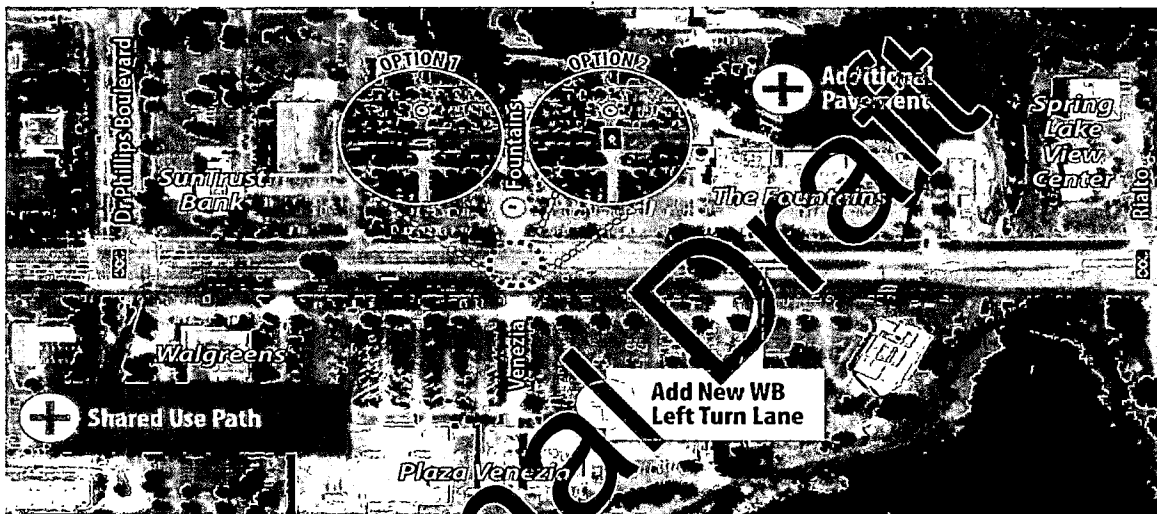 OPTION 1
OPTION 2
Dr Phillips Boulevard
Fountains
Additional
Pavement
SunTrust
Bank
The Fountains
Spring
Lake
View
Center
Rialto
Walgreens
Venezia
Shared Use Path
Add New WB
Left Turn Lane
Plaza Venezia
al Draft